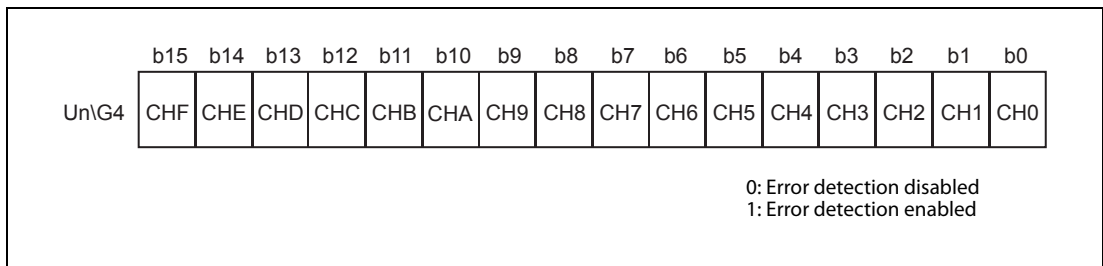 b15 b14 b13 b12 b11 b10 b9 b8 b7 b6 b5 b4 b3 b2 b1 b0
Un\G4 CHF CHE CHD CHC CHB CHA CH9 CH8 CH7 CH6 CH5 CH4 CH3 CH2 CH1 CH0
0: Error detection disabled
1: Error detection enabled